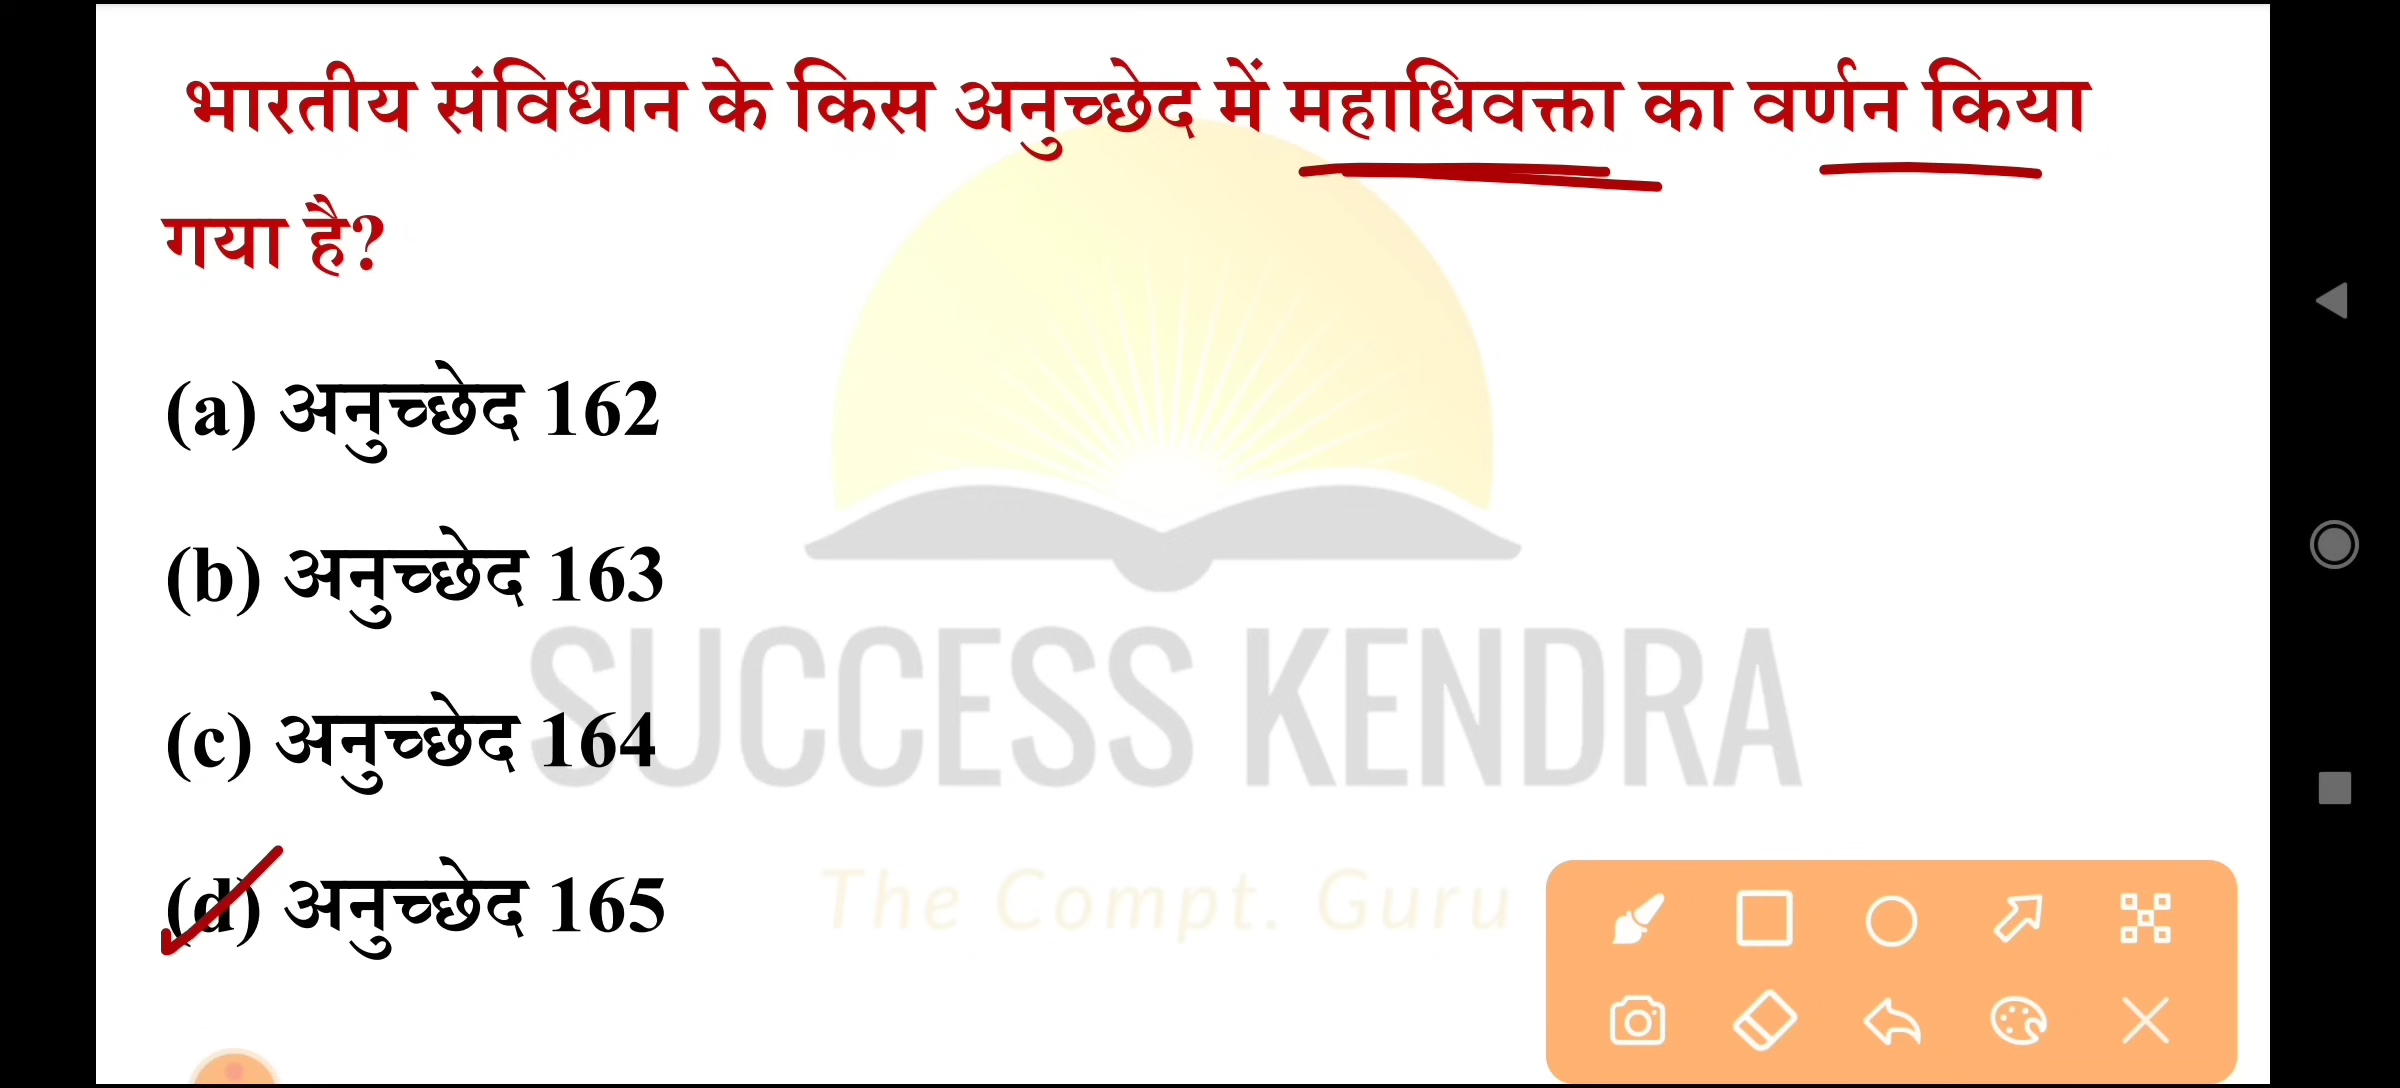 भारतीय संविधान के किस अनुच्छेद में महाधिवक्ता का वर्णन किया
गया है?
(a) अनुच्छेद 162
(b) अनुच्छेद 163
(c) अनुच्छेद 164
(d) अनुच्छेद 165
SUCCESS KENDRA
The Compt. Guru